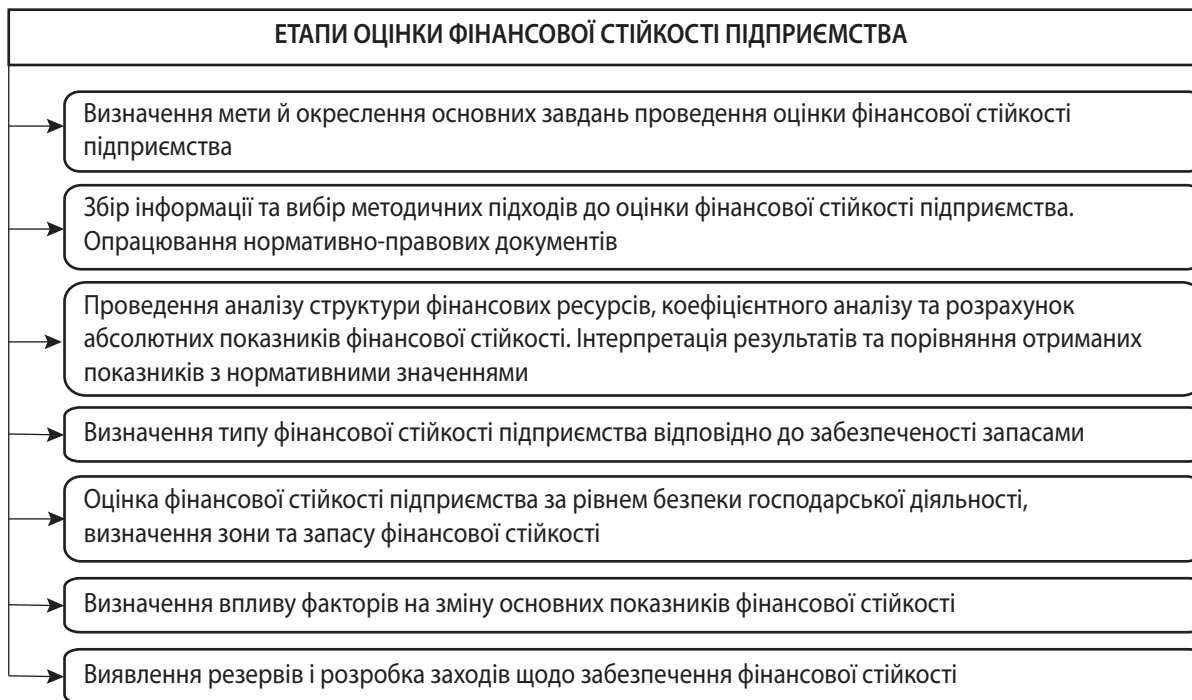 ЕТАПИ ОЦІНКИ ФІНАНСОВОЇ СТІЙКОСТІ ПІДПРИЄМСТВА
Визначення мети й окреслення основних завдань проведення оцінки фінансової стійкості
підприємства
Збір інформації та вибір методичних підходів до оцінки фінансової стійкості підприємства.
Опрацювання нормативно-правових документів
Проведення аналізу структури фінансових ресурсів, коефіцієнтного аналізу та розрахунок
абсолютних показників фінансової стійкості. Інтерпретація результатів та порівняння отриманих
показників з нормативними значеннями
Визначення типу фінансової стійкості підприємства відповідно до забезпеченості запасами
Оцінка фінансової стійкості підприємства за рівнем безпеки господарської діяльності,
визначення зони та запасу фінансової стійкості
Визначення впливу факторів на зміну основних показників фінансової стійкості
Виявлення резервів і розробка заходів щодо забезпечення фінансової стійкості